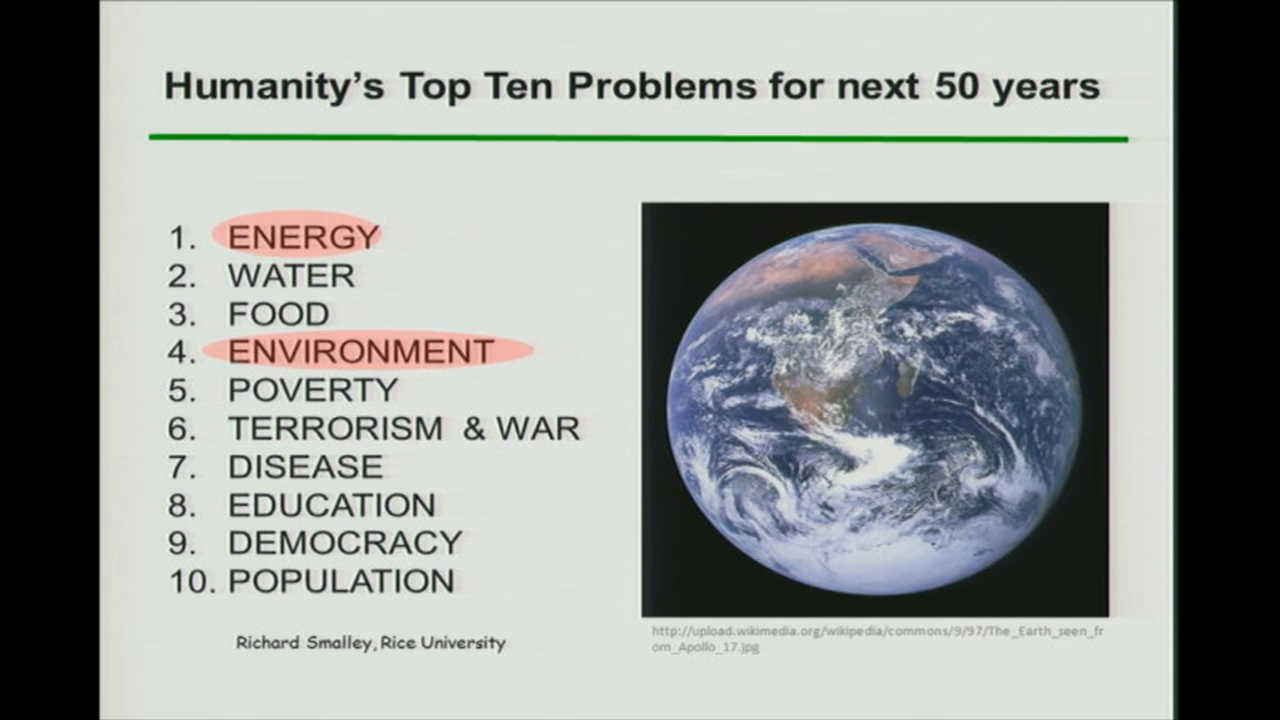 Humanity's Top Ten Problems for next 50 years
1. ENERGY
2. WATER
3. FOOD
4. ENVIRONMENT
5. POVERTY
6. TERRORISM & WAR
7. DISEASE
8. EDUCATION
9. DEMOCRACY
10. POPULATION
Richard Smalley, Rice University
http://upload.wikimedia.org/wikipedia/commons/9/97/The_Earth_seen_fr
om_Apollo_17.jpg